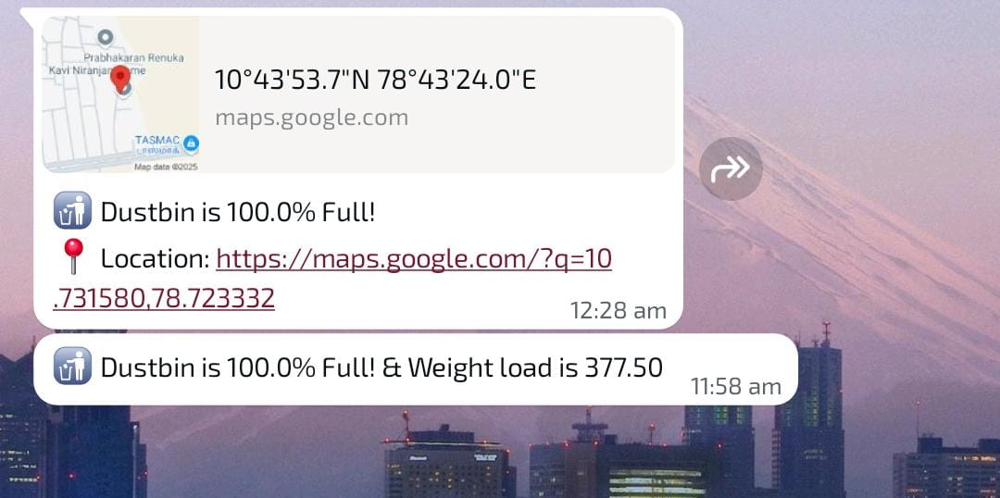 Prabhakaran Renuka
Kavi Niranjan
me
TASMAC
டாஸ்மாக்
Map data ©2025
10°43'53.7"N 78°43'24.0"E
maps.google.com
Dustbin is 100.0% Full!
Location: https://maps.google.com/?q=10
.731580,78.723332
12:28 am
Dustbin is 100.0% Full! & Weight load is 377.50
11:58 am